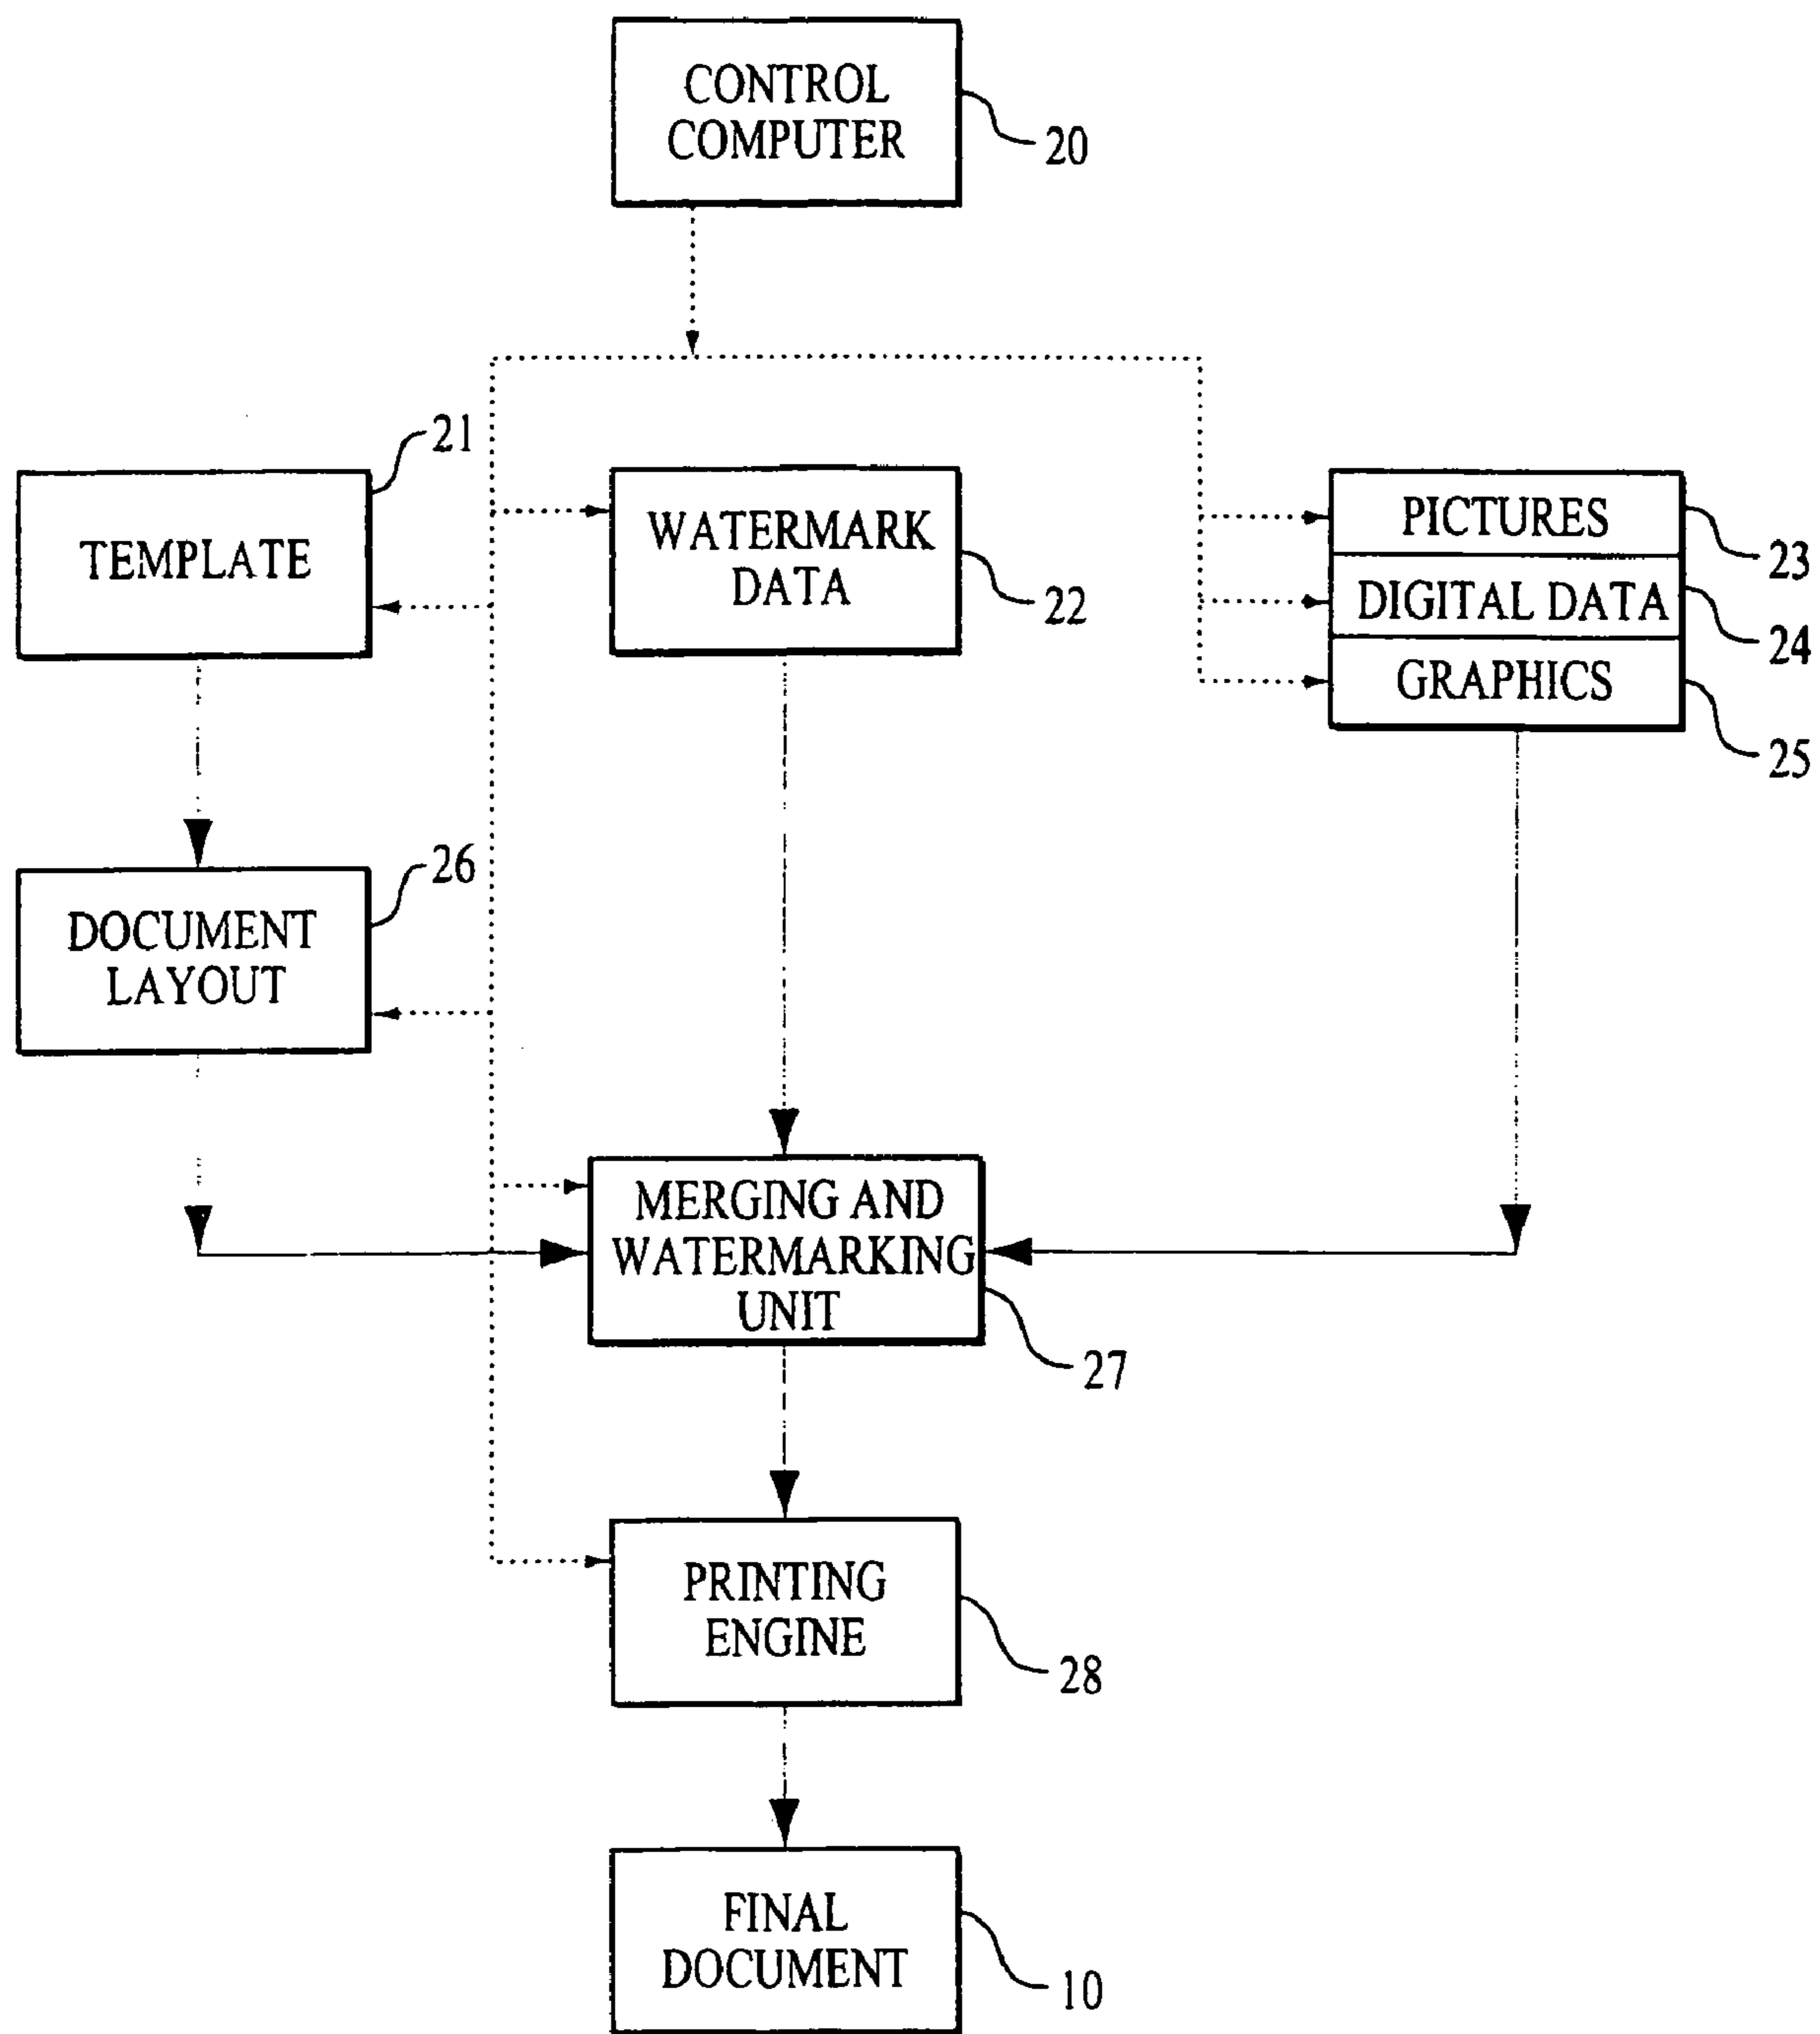 CONTROL
COMPUTER
20
21
TEMPLATE
WATERMARK
DATA
22
PICTURES
23
DIGITAL DATA
24
GRAPHICS
25
26
DOCUMENT
LAYOUT
MERGING AND
WATERMARKING
UNIT
27
PRINTING
ENGINE
28
FINAL
DOCUMENT
10